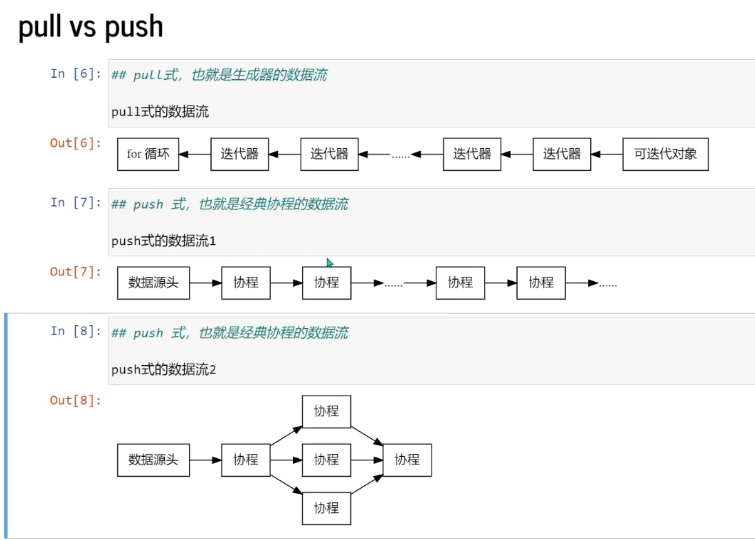 pull vs push
In [6]: ## pull式，也就是生成器的数据流
pull式的数据流
Out[6]: for 循环 迭代器 迭代器 ...... 迭代器 迭代器 可迭代对象
In [7]: ## push 式，也就是经典协程的数据流
push式的数据流1
Out[7]: 数据源头 协程 协程 ...... 协程 协程 ......
In [8]: ## push 式，也就是经典协程的数据流
push式的数据流2
Out[8]:
协程
数据源头 协程 协程 协程
协程